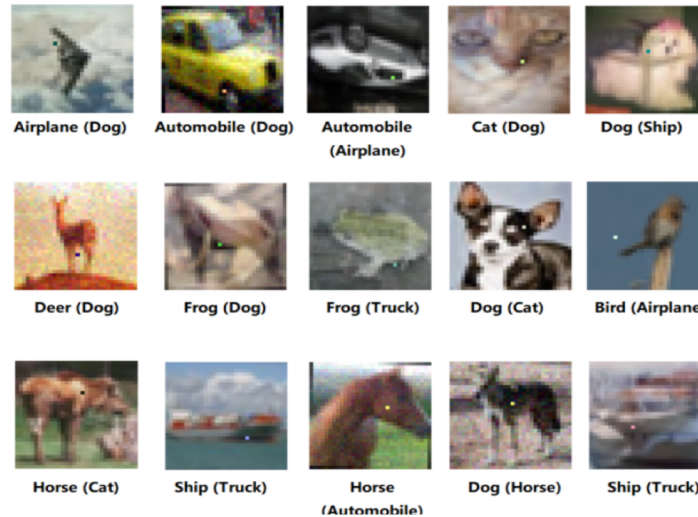 Airplane (Dog) Automobile (Dog) Automobile Cat (Dog) Dog (Ship)
(Airplane)
Deer (Dog) Frog (Dog) Frog (Truck) Dog (Cat) Bird (Airplane
Horse (Cat) Ship (Truck) Horse Dog (Horse) Ship (Truck)
(Automobile)